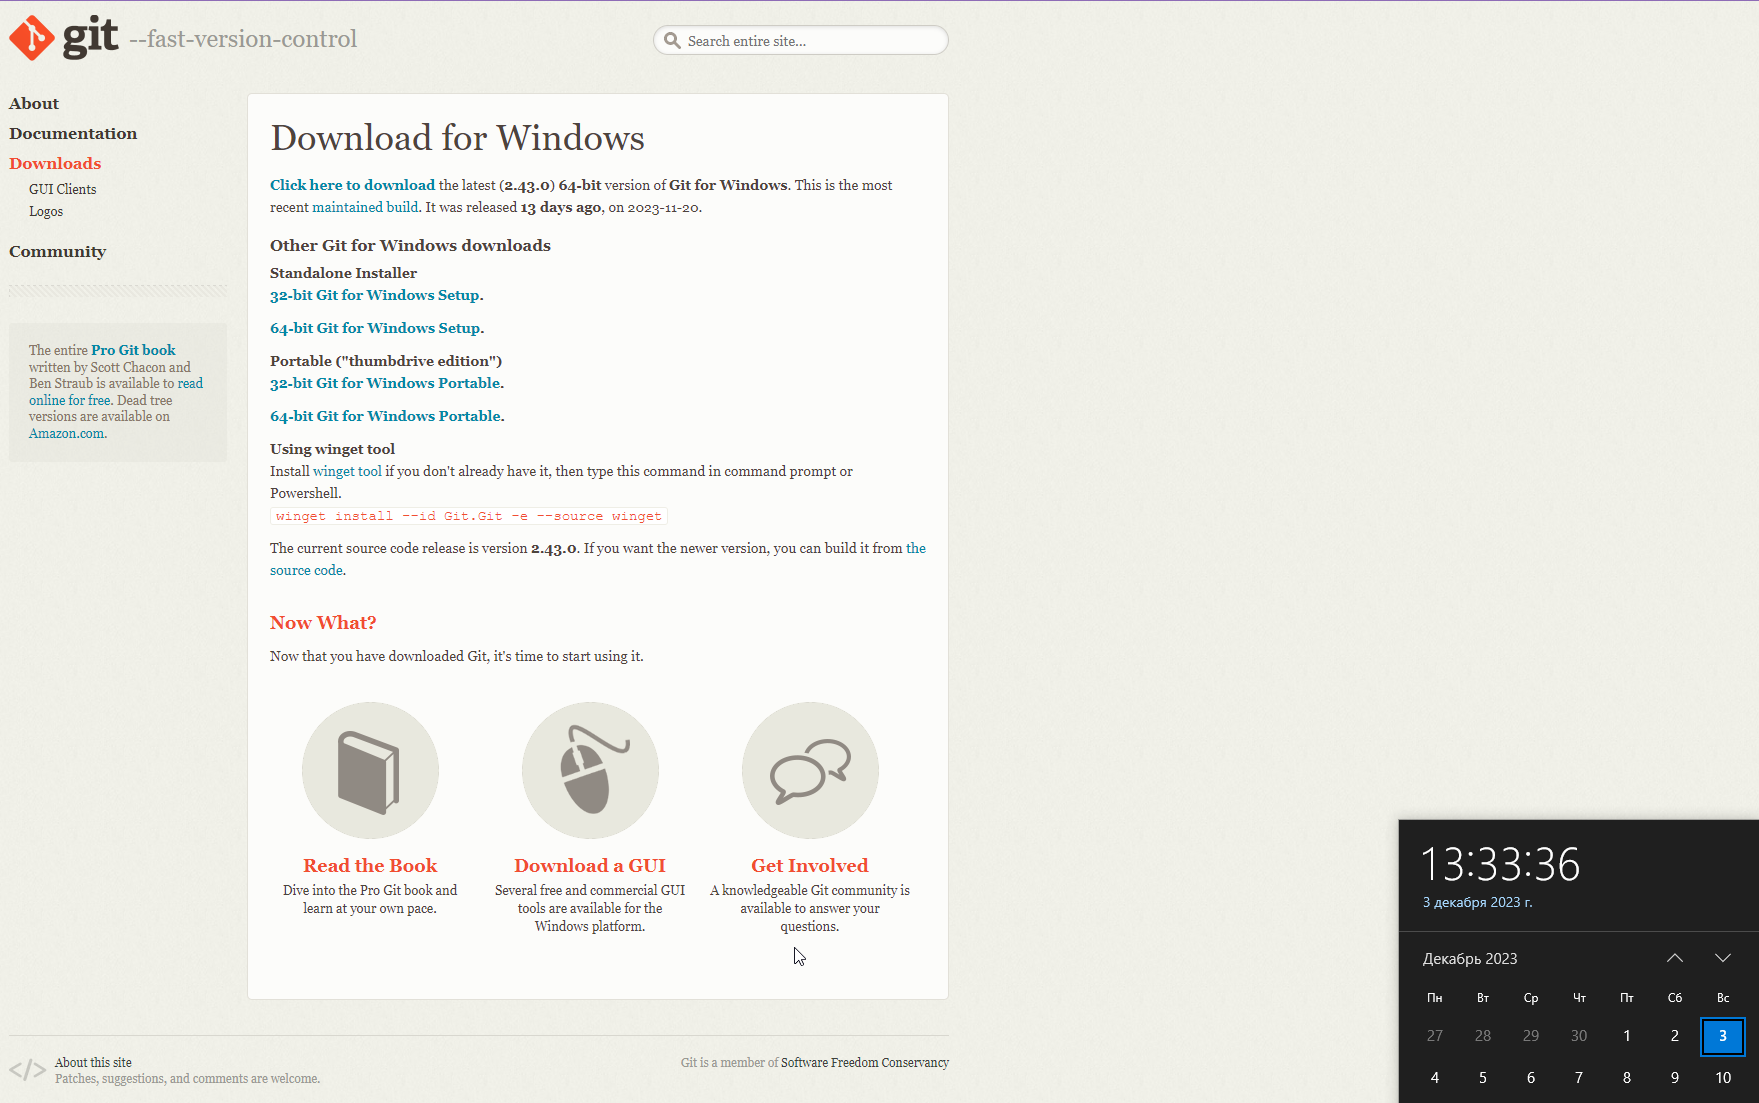 git --fast-version-control
Search entire site...
About
Documentation
Downloads
GUI Clients
Logos
Community
The entire Pro Git book
written by Scott Chacon and
Ben Straub is available to read
online for free. Dead tree
versions are available on
Amazon.com.
Download for Windows
Click here to download the latest (2.43.0) 64-bit version of Git for Windows. This is the most
recent maintained build. It was released 13 days ago, on 2023-11-20.
Other Git for Windows downloads
Standalone Installer
32-bit Git for Windows Setup.
64-bit Git for Windows Setup.
Portable ("thumbdrive edition")
32-bit Git for Windows Portable.
64-bit Git for Windows Portable.
Using winget tool
Install winget tool if you don't already have it, then type this command in command prompt or
Powershell.
winget install --id Git.Git -e --source winget
The current source code release is version 2.43.0. If you want the newer version, you can build it from the
source code.
Now What?
Now that you have downloaded Git, it's time to start using it.
Read the Book
Dive into the Pro Git book and
learn at your own pace.
Download a GUI
Several free and commercial GUI
tools are available for the
Windows platform.
Get Involved
A knowledgeable Git community is
available to answer your
questions.
</>
About this site
Patches, suggestions, and comments are welcome.
Git is a member of Software Freedom Conservancy
13:33:36
3 декабря 2023 г.
Декабрь 2023
Пн Вт Ср Чт Пт Сб Вс
27 28 29 30 1 2 3
4 5 6 7 8 9 10